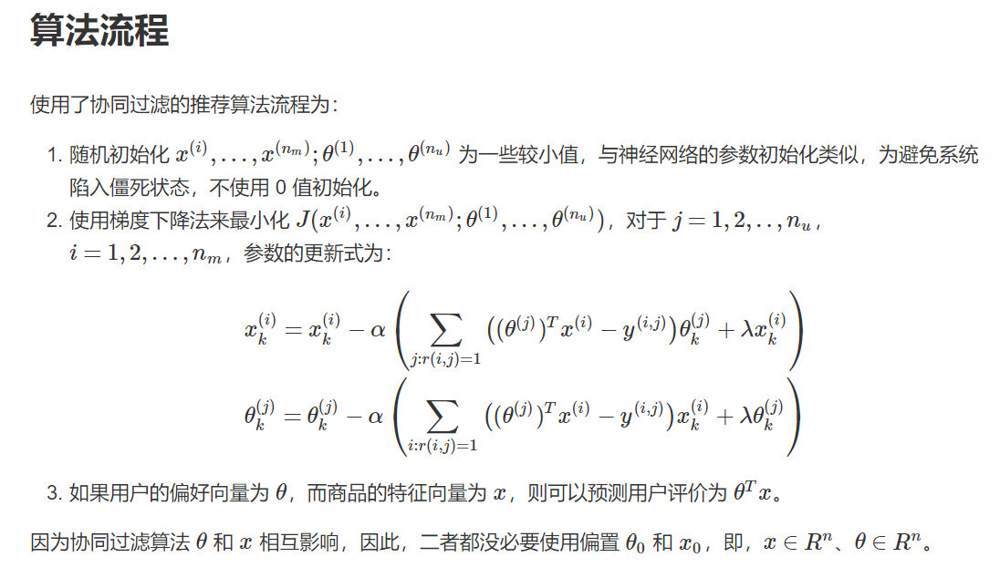 算法流程
使用了协同过滤的推荐算法流程为：
1. 随机初始化 $x^{(i)},\ldots,x^{(n_m)};\theta^{(1)},\ldots,\theta^{(n_u)}$ 为一些较小值，与神经网络的参数初始化类似，为避免系统
陷入僵死状态，不使用 0 值初始化。
2. 使用梯度下降法来最小化 $J(x^{(i)},\ldots,x^{(n_m)};\theta^{(1)},\ldots,\theta^{(n_u)})$，对于 $j=1,2,..,n_u$，
$i=1,2,\ldots,n_m$，参数的更新式为：
$x_k^{(i)}=x_k^{(i)}-\alpha\left(\sum_{j:r(i,j)=1}((\theta^{(j)})^Tx^{(i)}-y^{(i,j)})\theta_k^{(j)}+\lambda x_k^{(i)}\right)$
$\theta_k^{(j)}=\theta_k^{(j)}-\alpha\left(\sum_{i:r(i,j)=1}((\theta^{(j)})^Tx^{(i)}-y^{(i,j)})x_k^{(i)}+\lambda\theta_k^{(j)}\right)$
3. 如果用户的偏好向量为 $\theta$，而商品的特征向量为 $x$，则可以预测用户评价为 $\theta^Tx$。
因为协同过滤算法 $\theta$ 和 $x$ 相互影响，因此，二者都没必要使用偏置 $\theta_0$ 和 $x_0$，即，$x\in R^n$、$\theta\in R^n$。